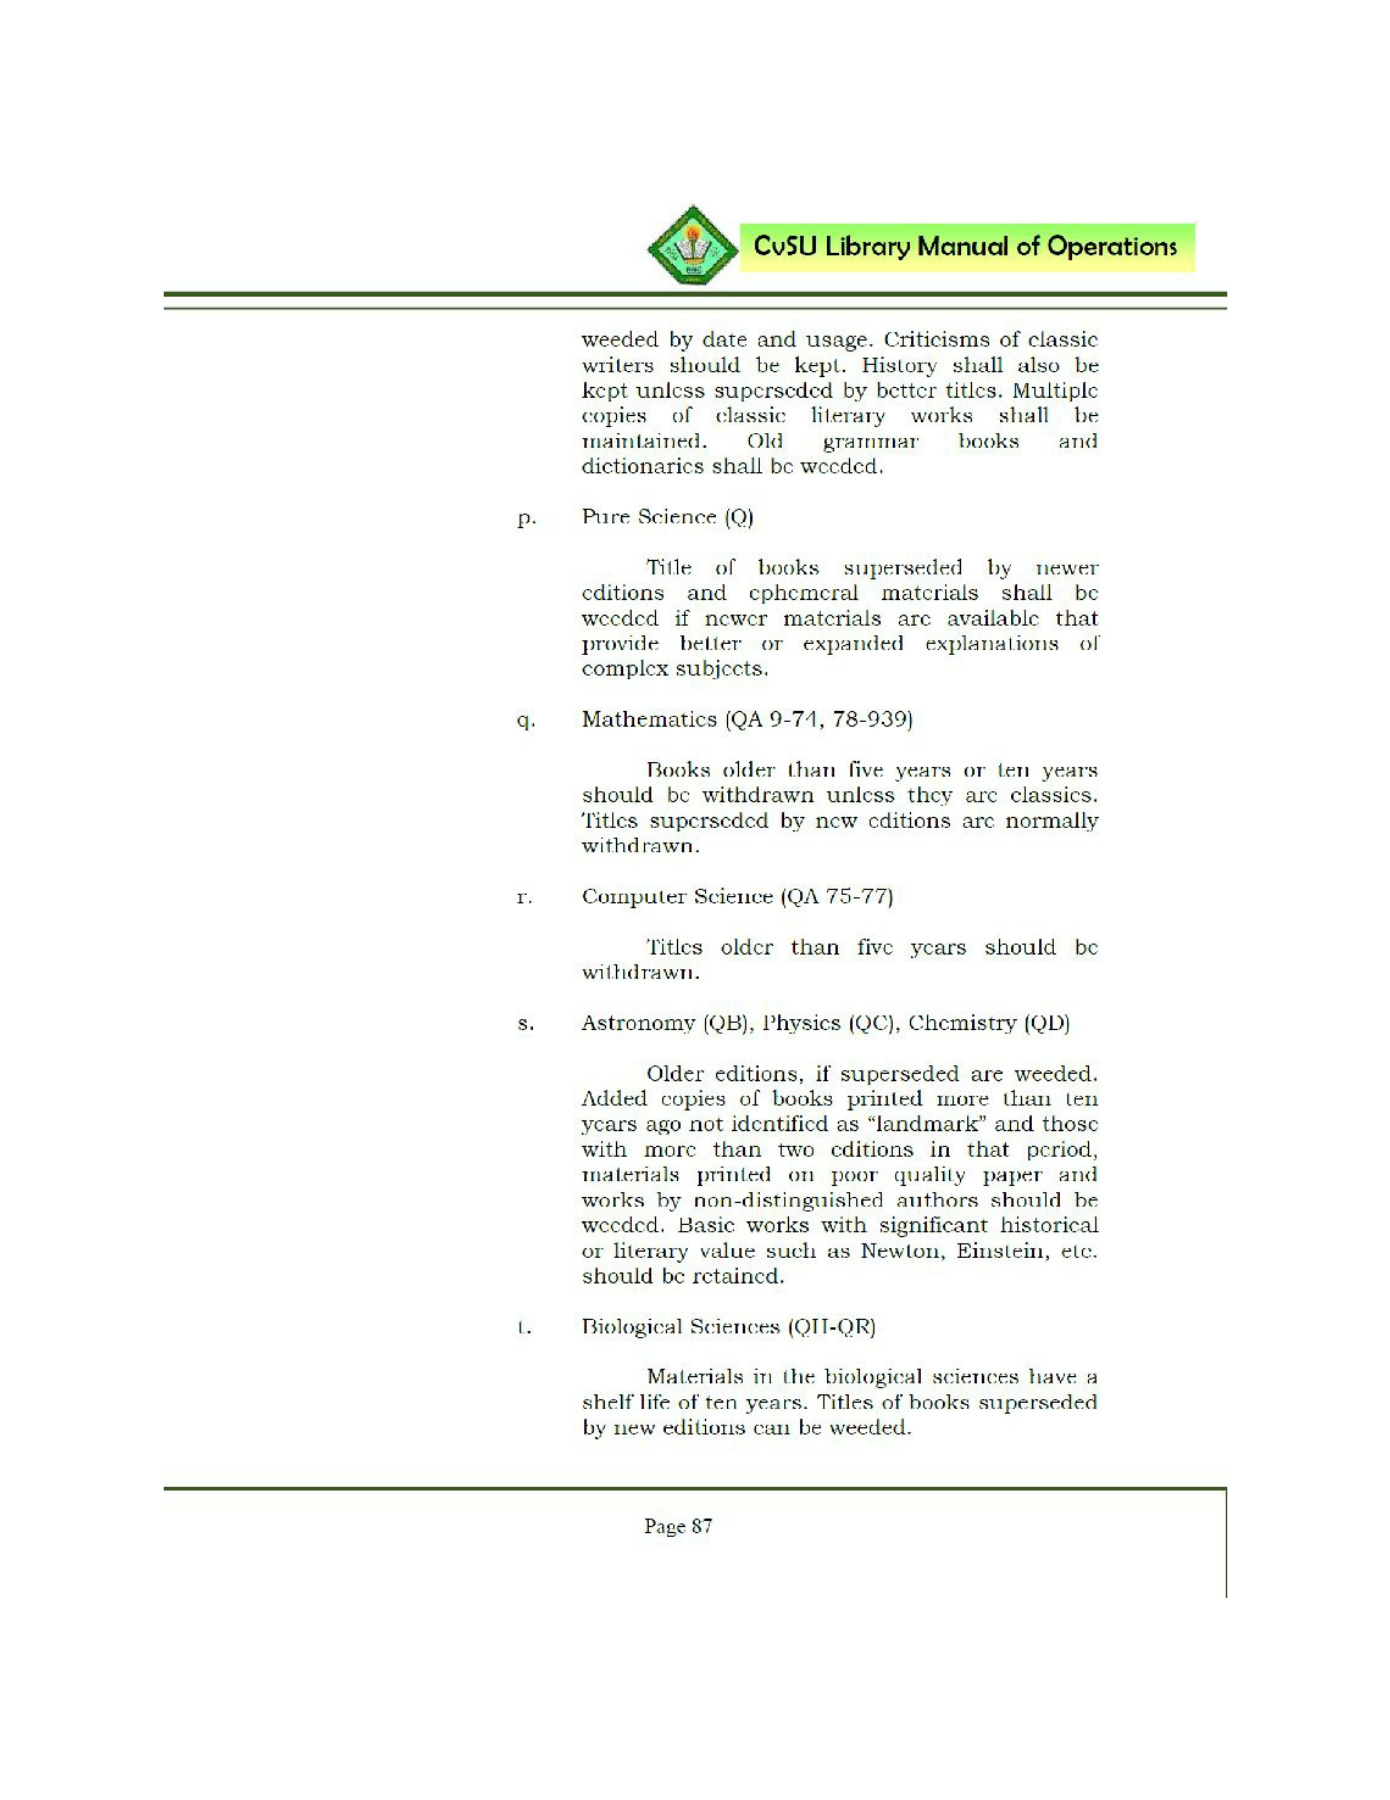 CvSU Library Manual of Operations
weeded by date and usage. Criticisms of classic
writers should be kept. History shall also be
kept unless superseded by better titles. Multiple
copies of classic literary works shall be
maintained. Old grammar books and
dictionaries shall be weeded.
p. Pure Science (Q)
Title of books superseded by newer
editions and ephemeral materials shall be
weeded if newer materials are available that
provide better or expanded explanations of
complex subjects.
q. Mathematics (QA 9-74, 78-939)
Books older than five years or ten years
should be withdrawn unless they are classics.
Titles superseded by new editions are normally
withdrawn.
r. Computer Science (QA 75-77)
Titles older than five years should be
withdrawn.
s. Astronomy (QB), Physics (QC), Chemistry (QD)
Older editions, if superseded are weeded.
Added copies of books printed more than ten
years ago not identified as “landmark” and those
with more than two editions in that period,
materials printed on poor quality paper and
works by non-distinguished authors should be
weeded. Basic works with significant historical
or literary value such as Newton, Einstein, etc.
should be retained.
t. Biological Sciences (QH-QR)
Materials in the biological sciences have a
shelf life of ten years. Titles of books superseded
by new editions can be weeded.
Page 87